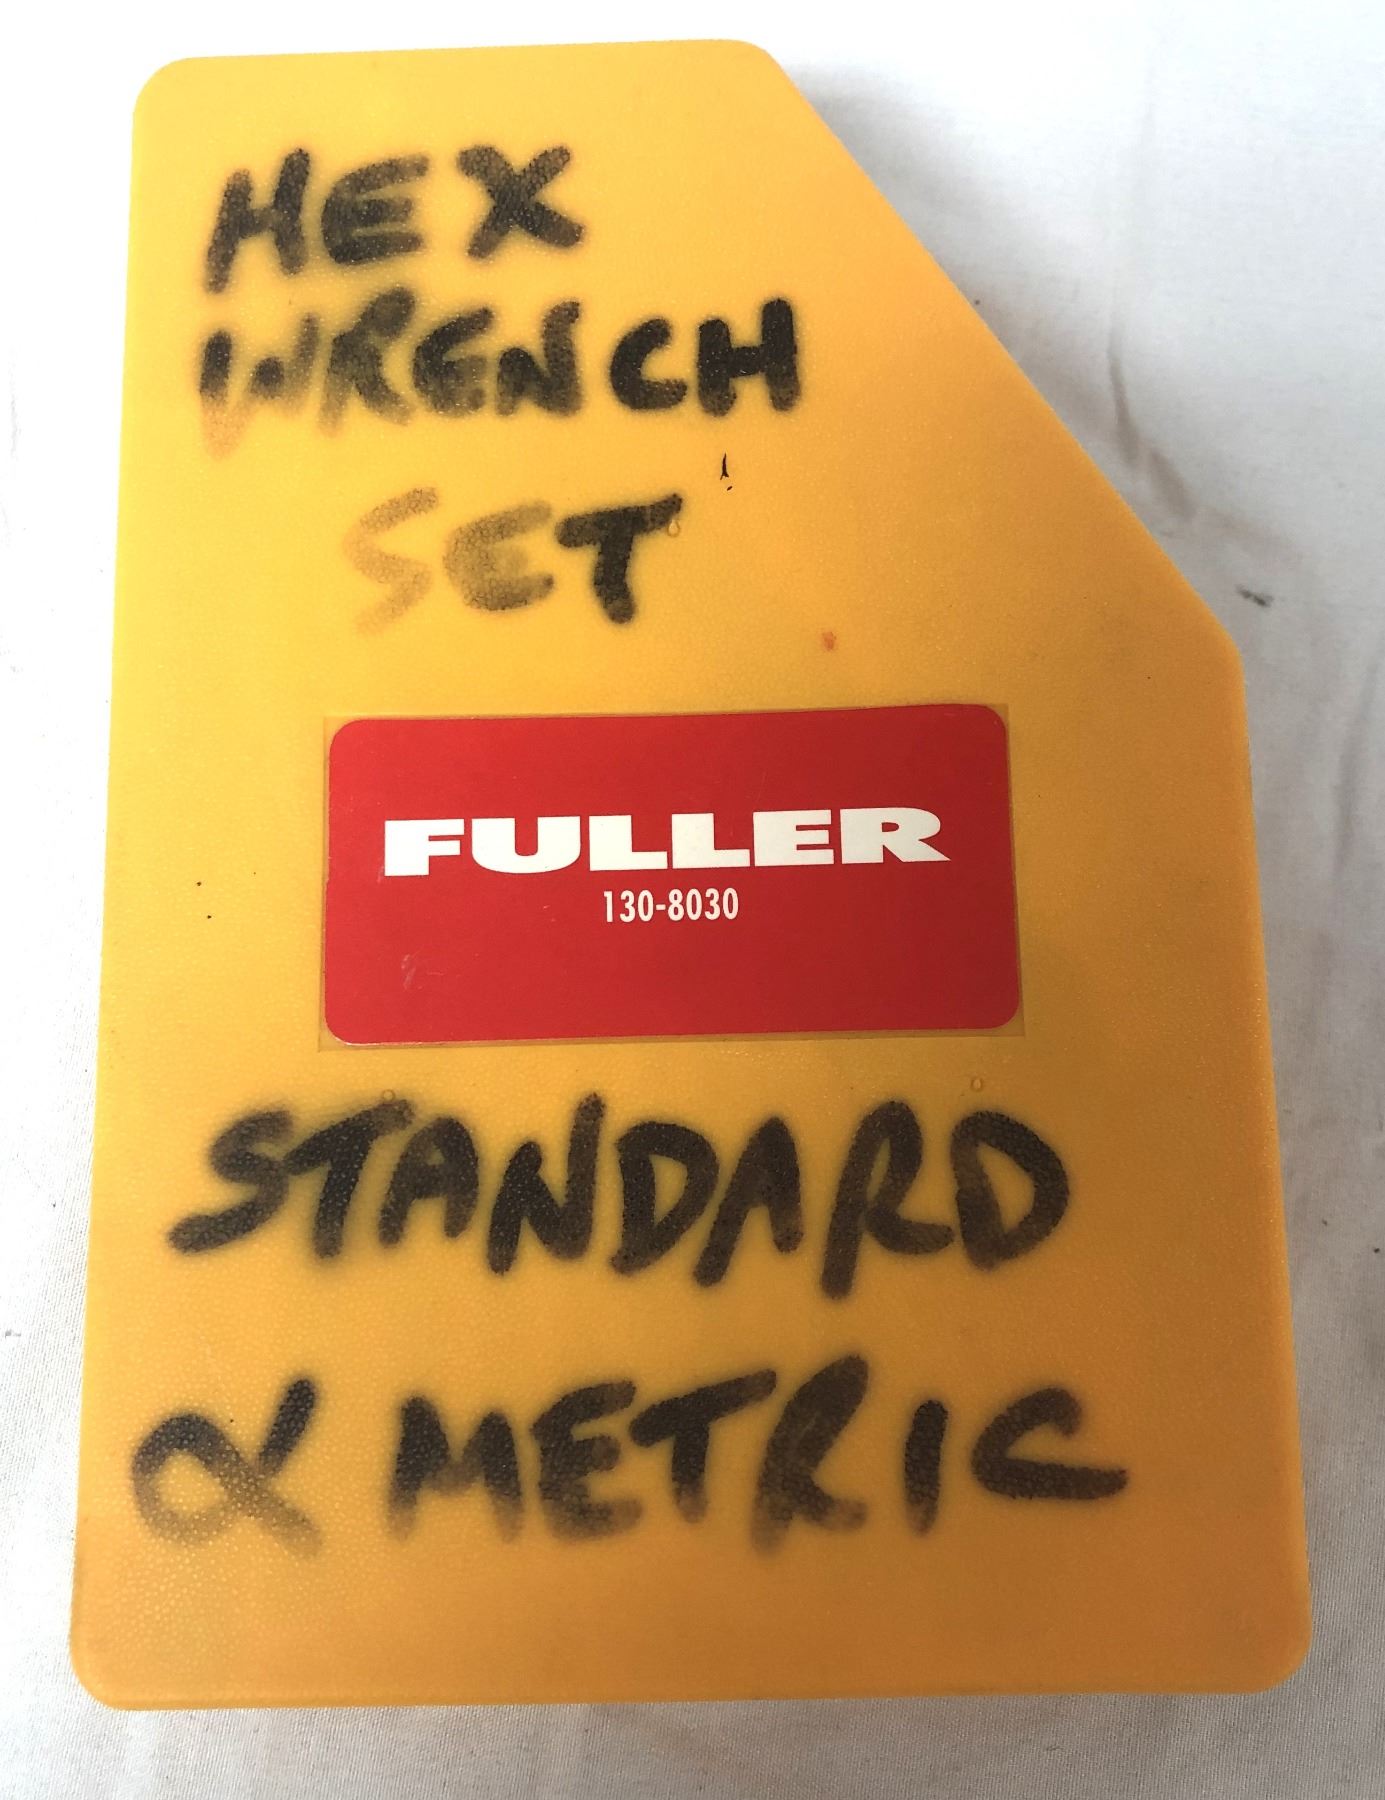 HEX
WRENCH
SET
FULLER
130-8030
STANDARD
& METRIC